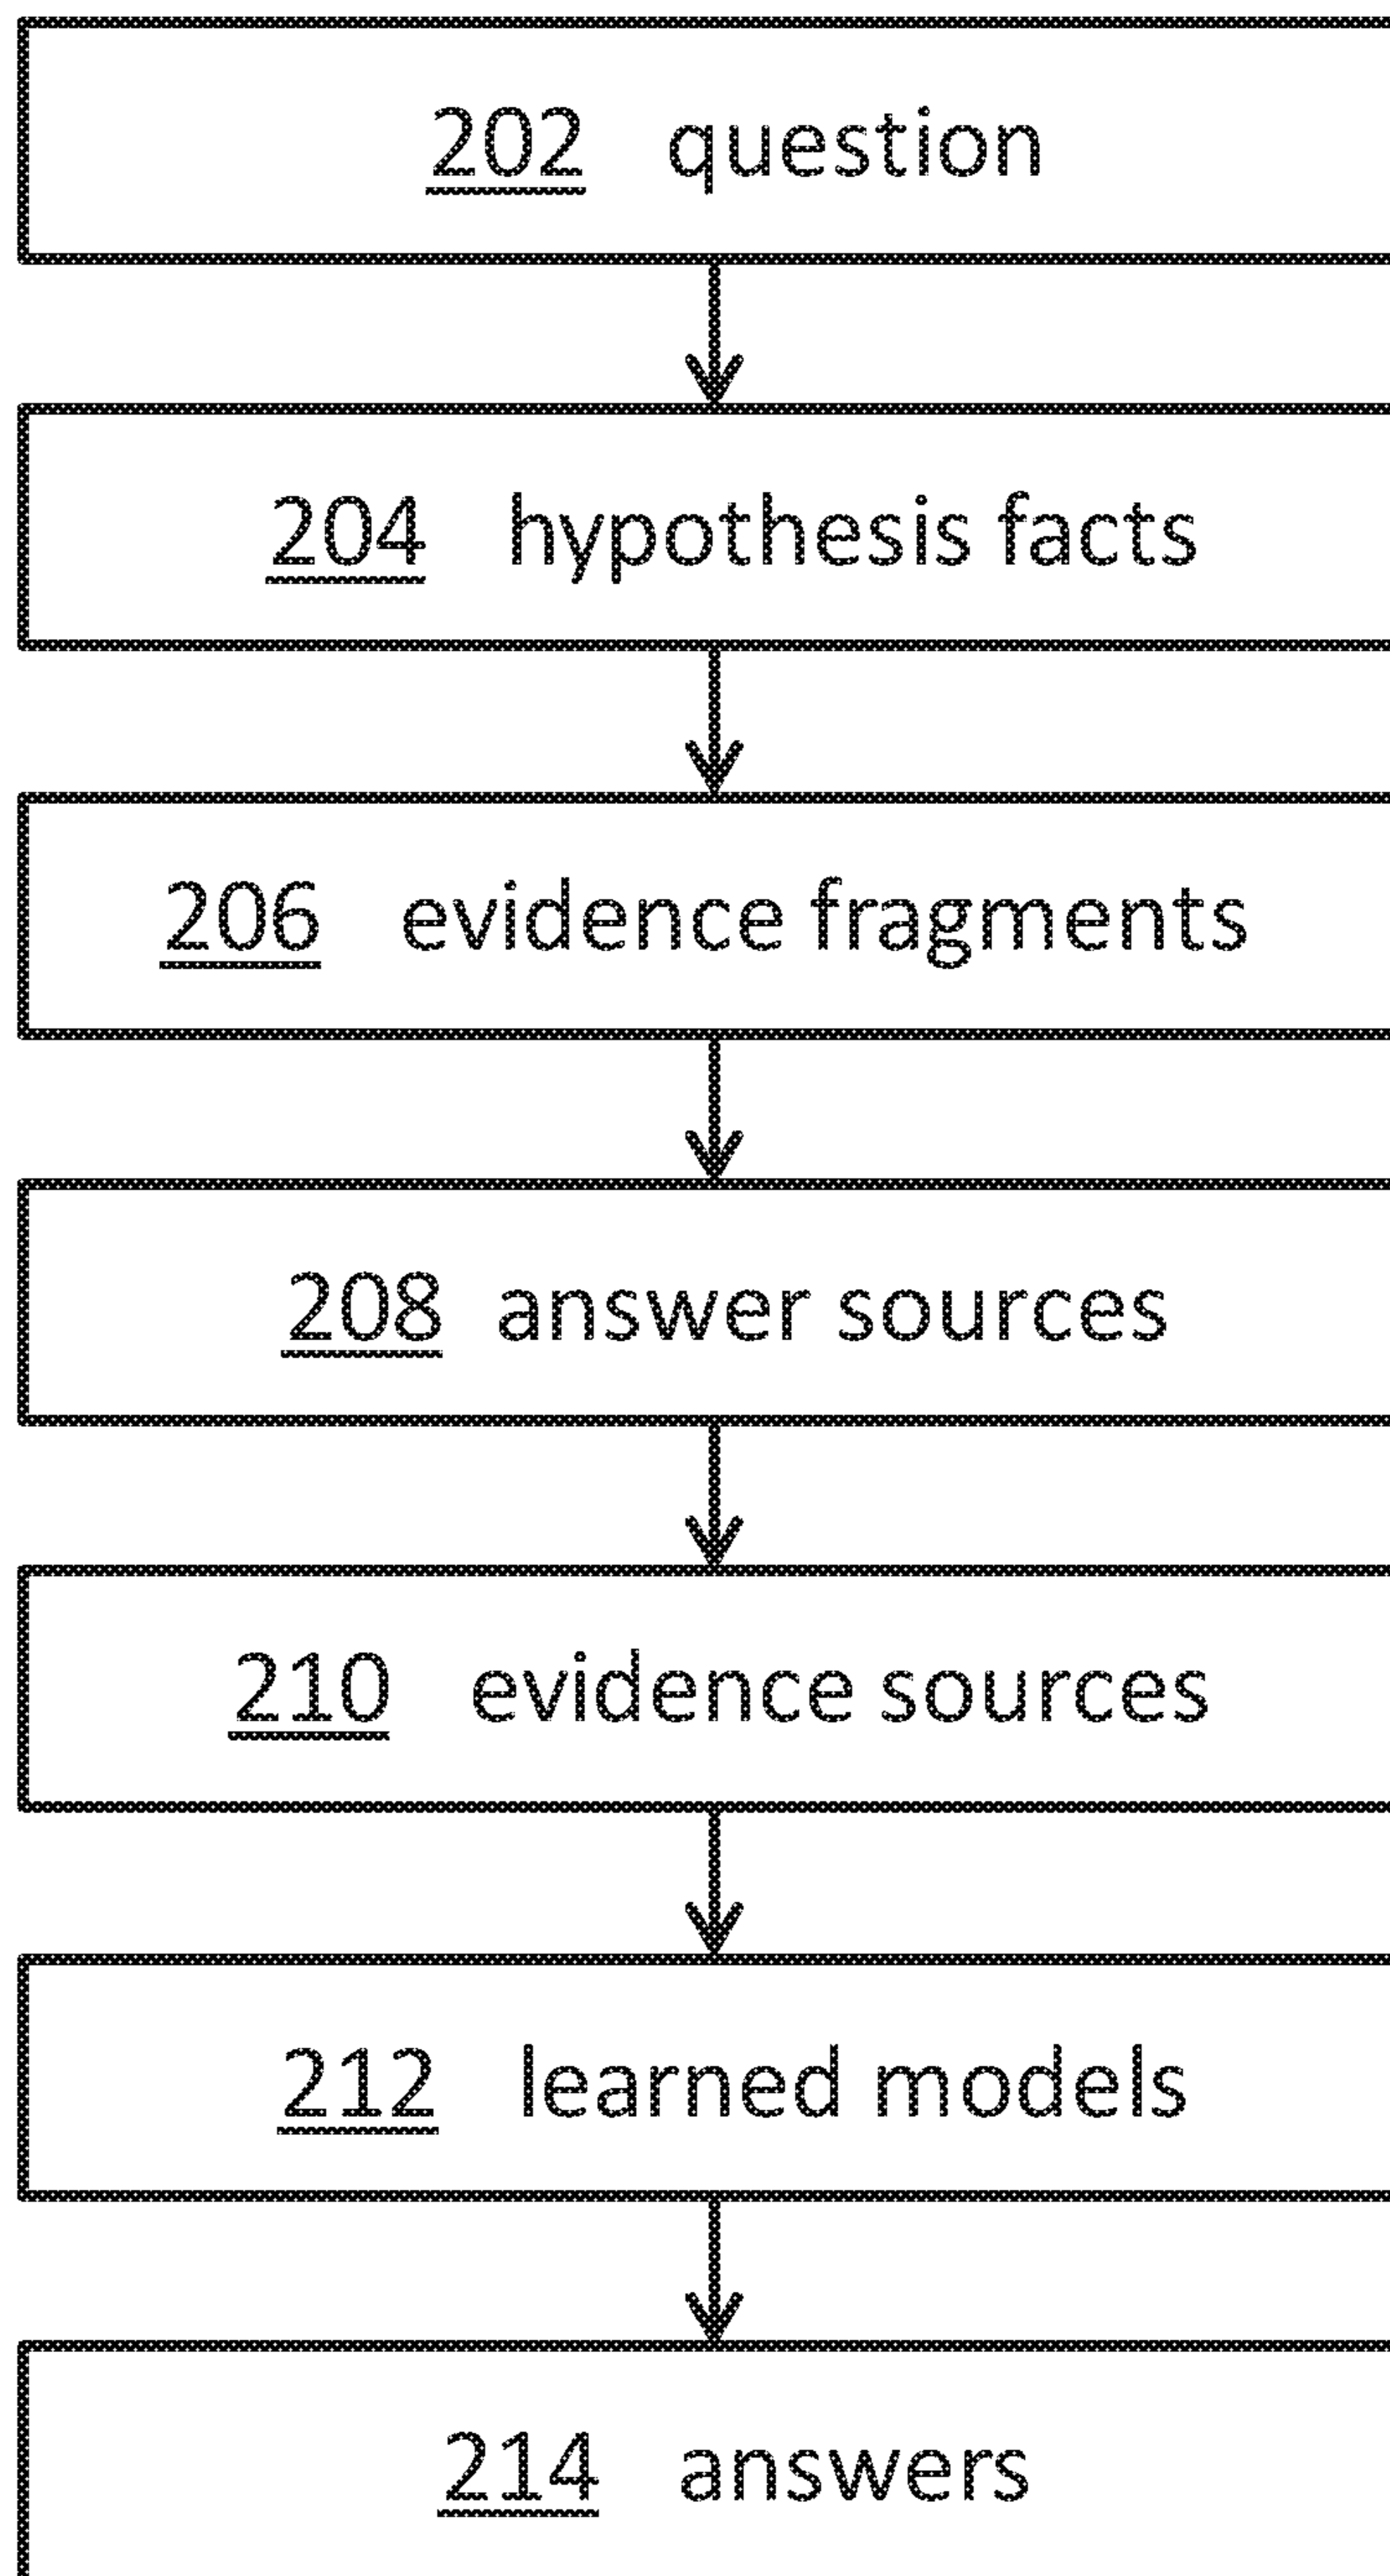 202 question
204 hypothesis facts
206 evidence fragments
208 answer sources
210 evidence sources
212 learned models
214 answers